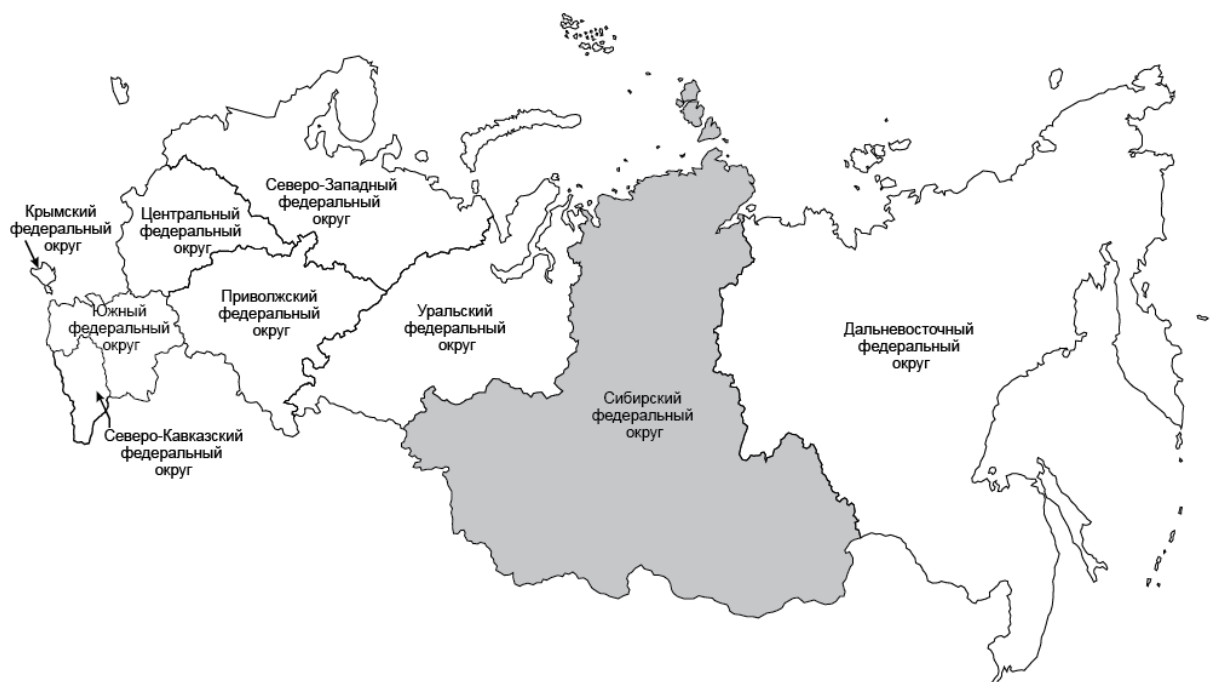 Северо-Западный
федеральный
округ
Крымский
федеральный
округ
Центральный
федеральный
округ
Приволжский
федеральный
округ
Южный
федеральный
округ
Уральский
федеральный
округ
Дальневосточный
федеральный
округ
Сибирский
федеральный
округ
Северо-Кавказский
федеральный
округ